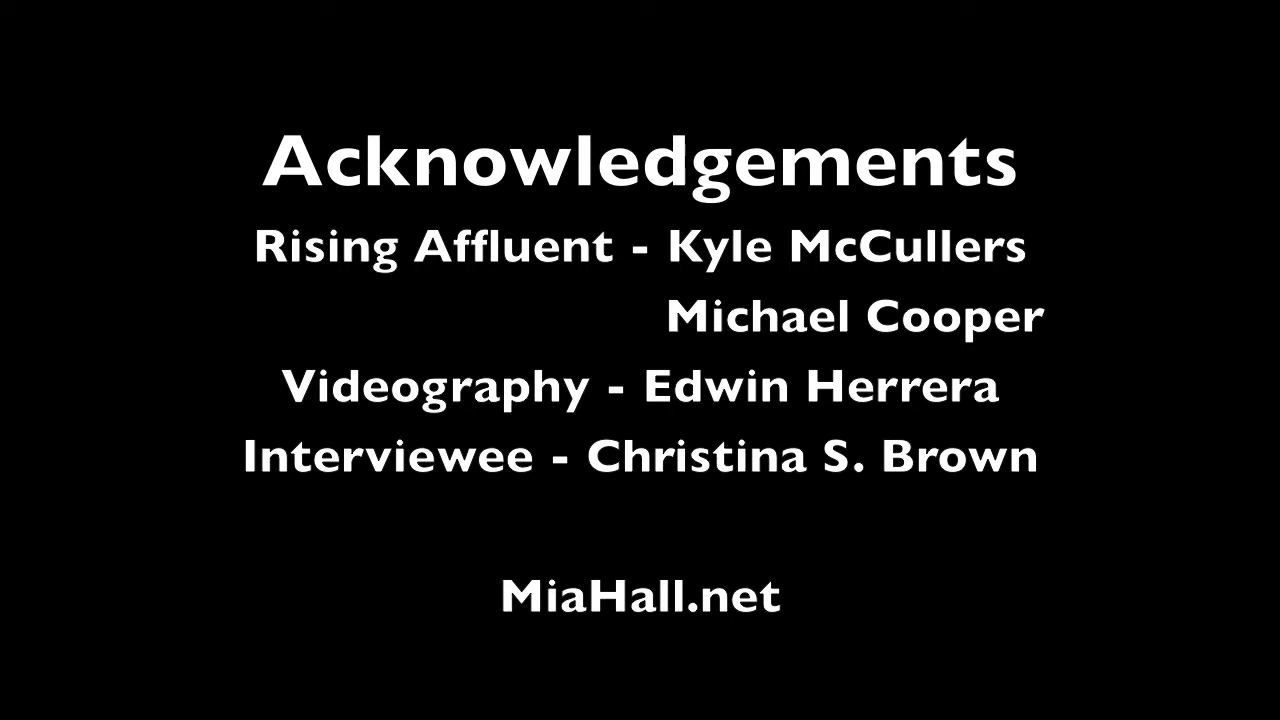 Acknowledgements
Rising Affluent - Kyle McCullers
Michael Cooper
Videography - Edwin Herrera
Interviewee - Christina S. Brown
MiaHall.net